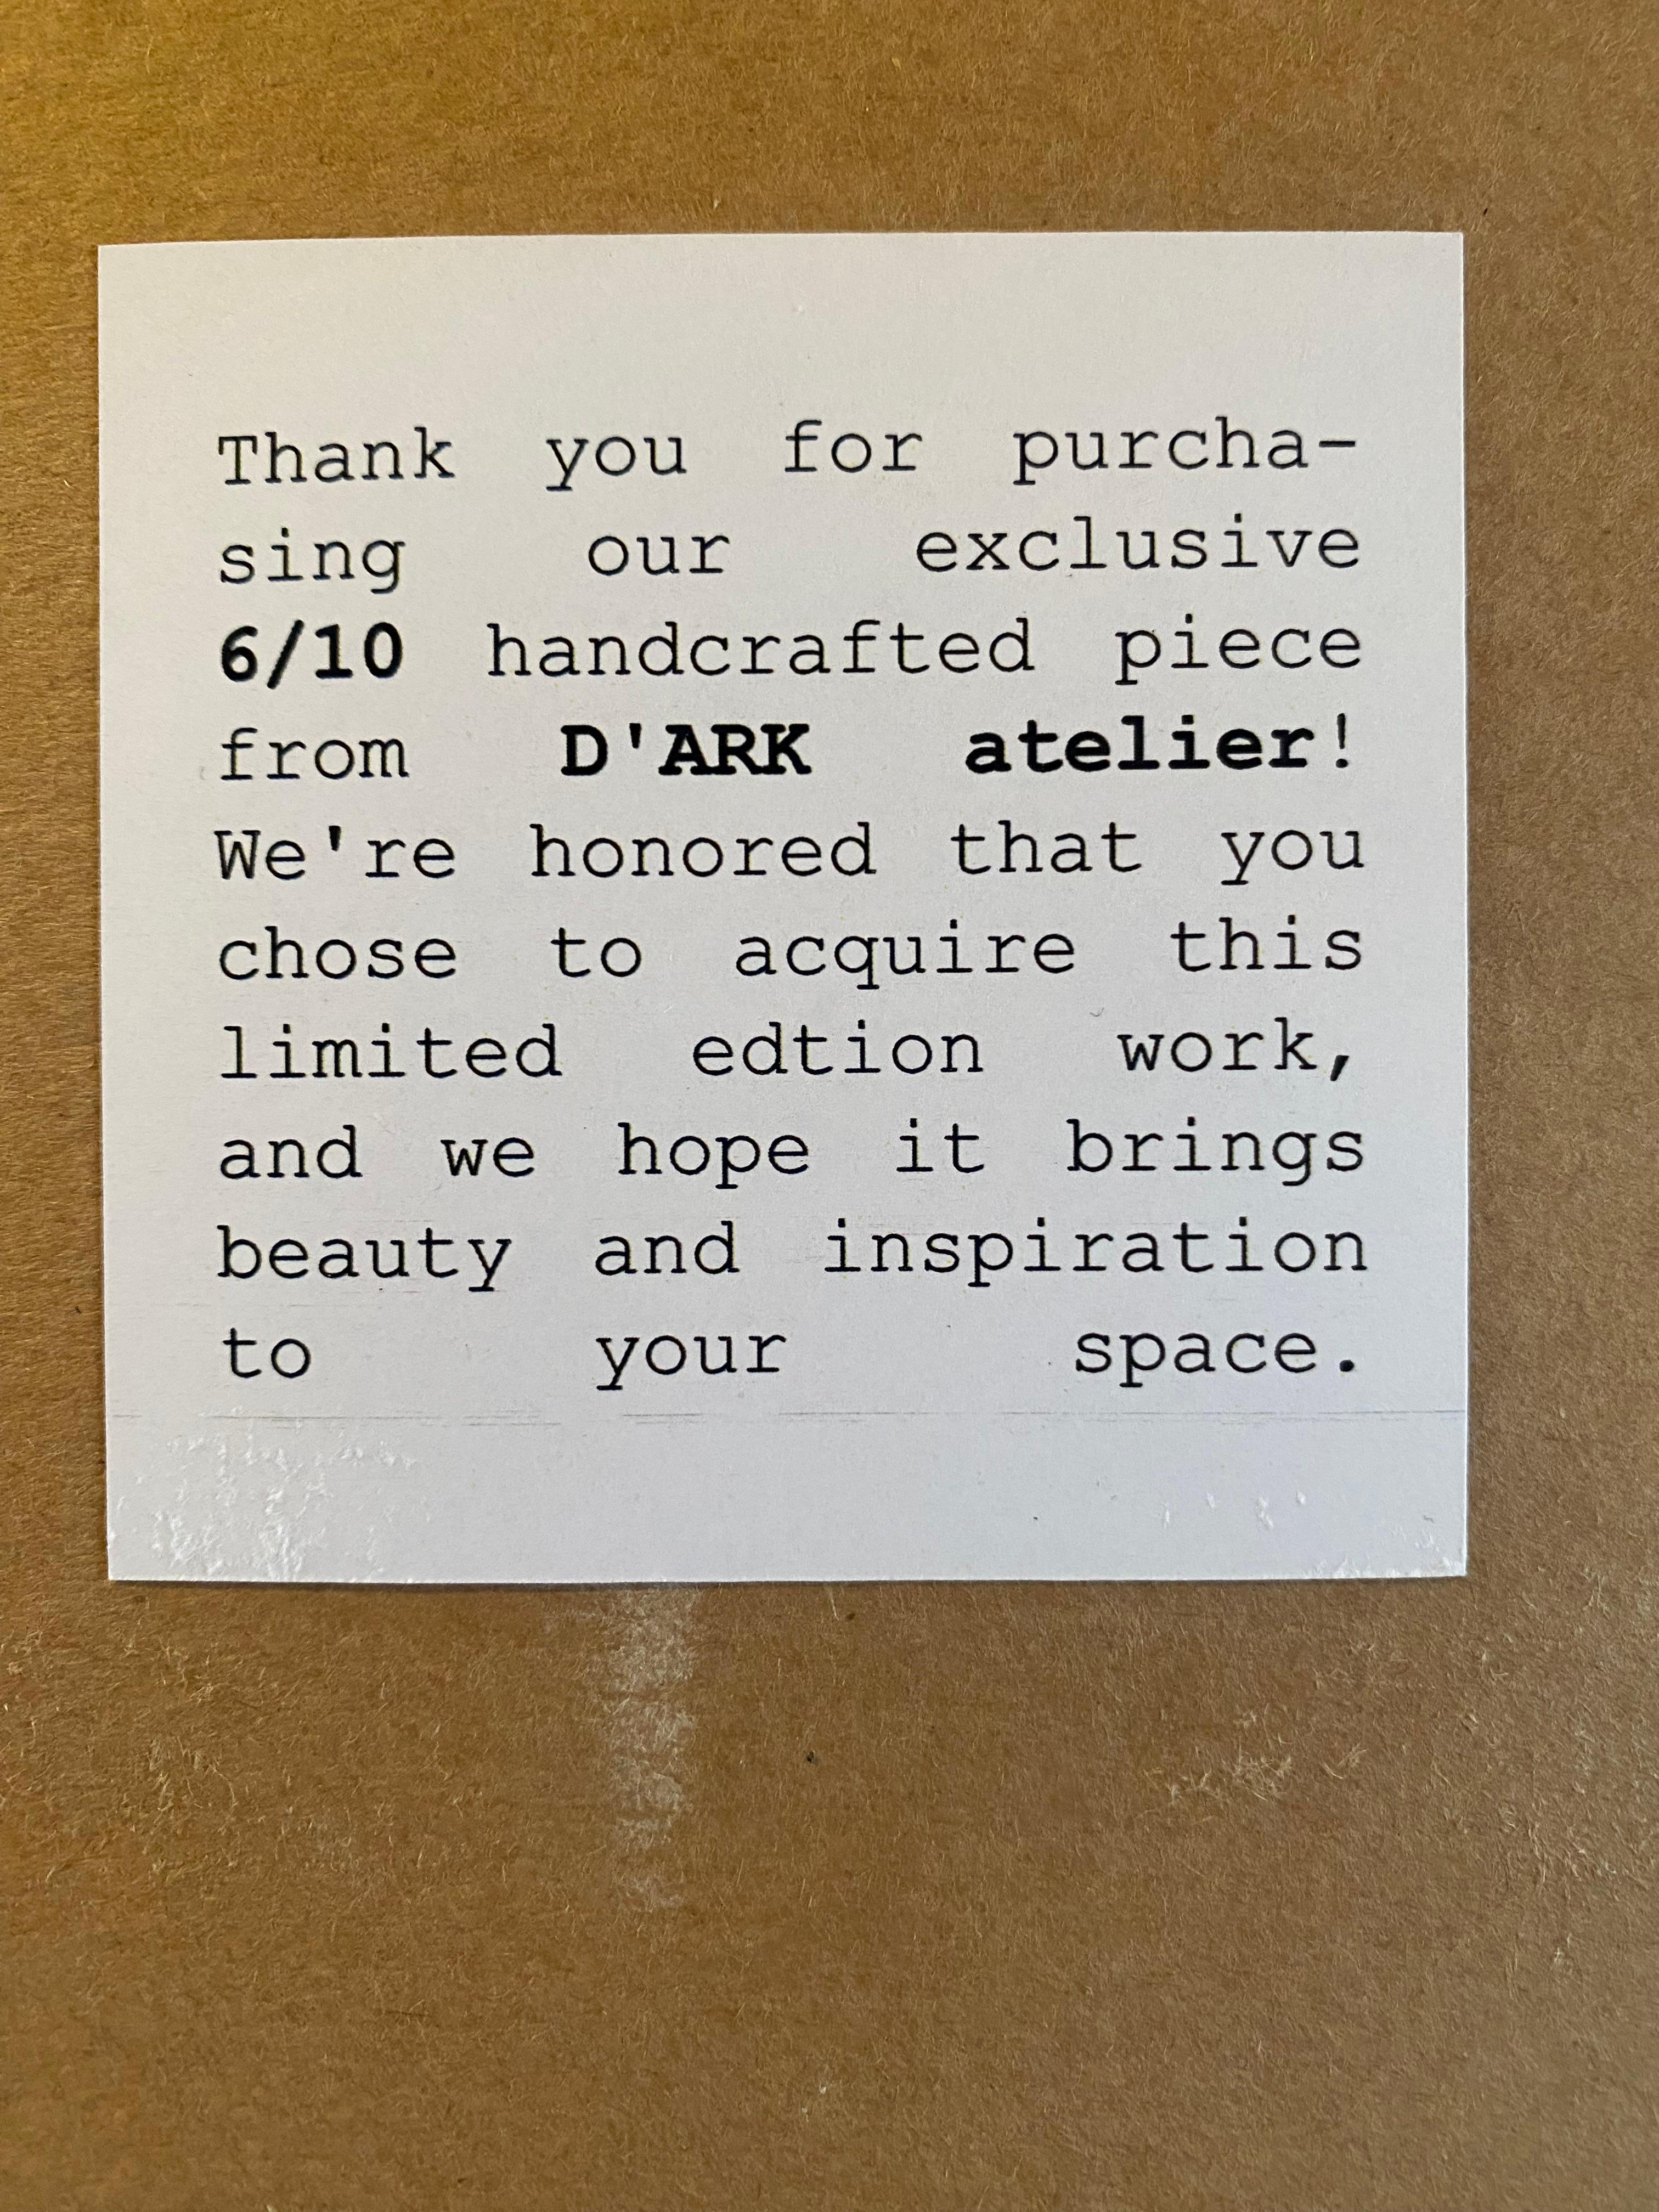 Thank you for purcha-
sing our exclusive
6/10 handcrafted piece
from D'ARK atelier!
We're honored that you
chose to acquire this
limited edtion work,
and we hope it brings
beauty and inspiration
to your space.